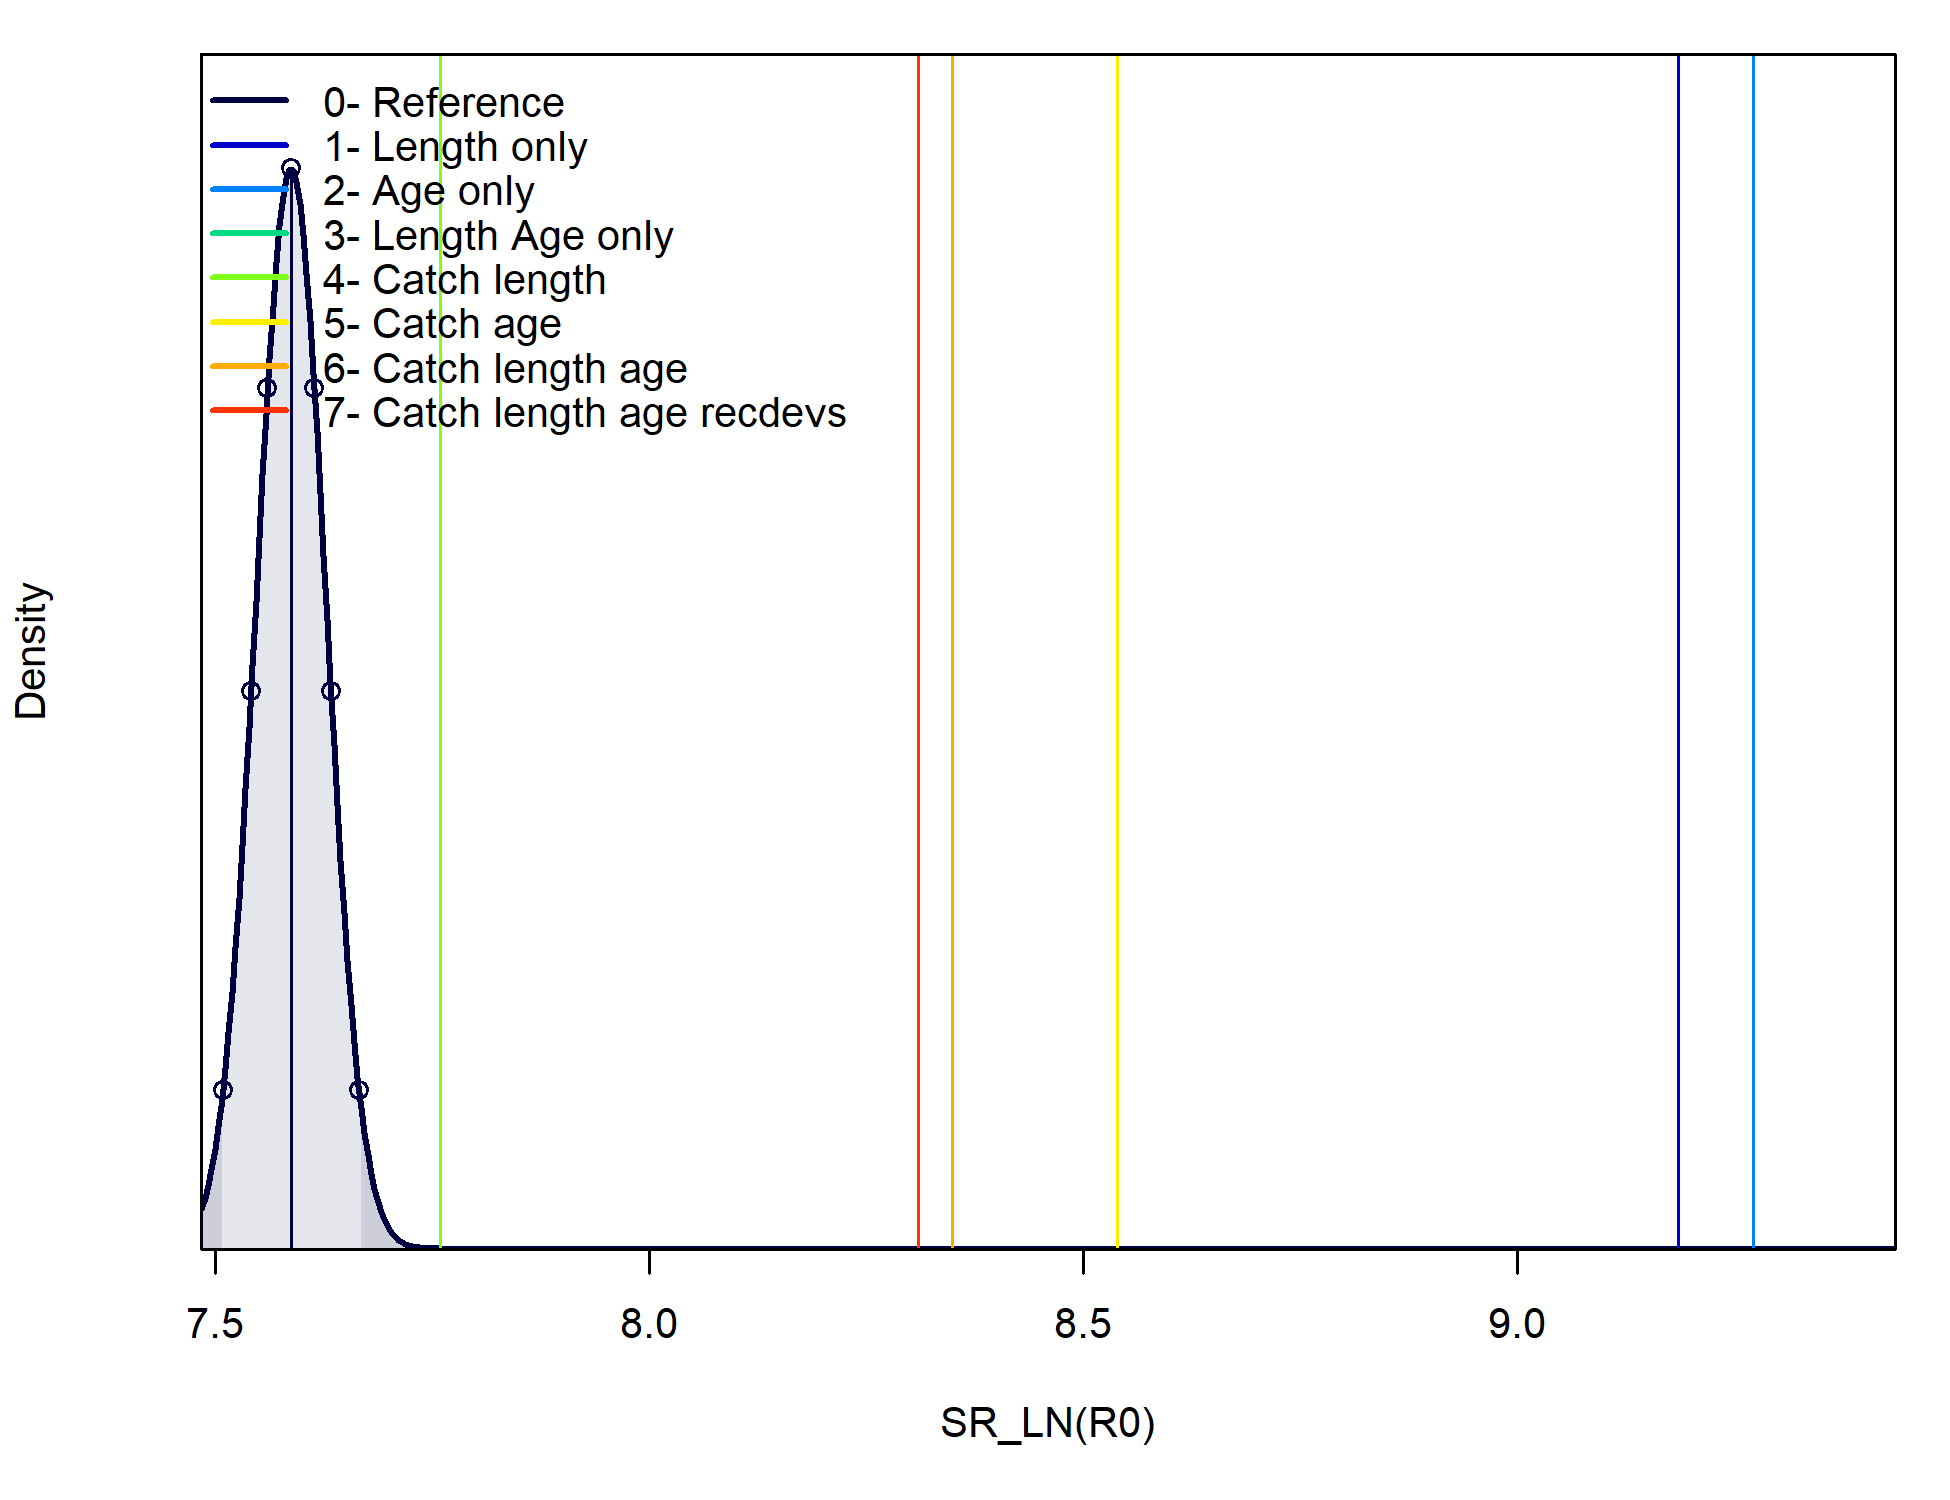 0- Reference
1- Length only
2- Age only
3- Length Age only
4- Catch length
5- Catch age
6- Catch length age
7- Catch length age recdevs
Density
7.5 8.0 8.5 9.0
SR_LN(R0)